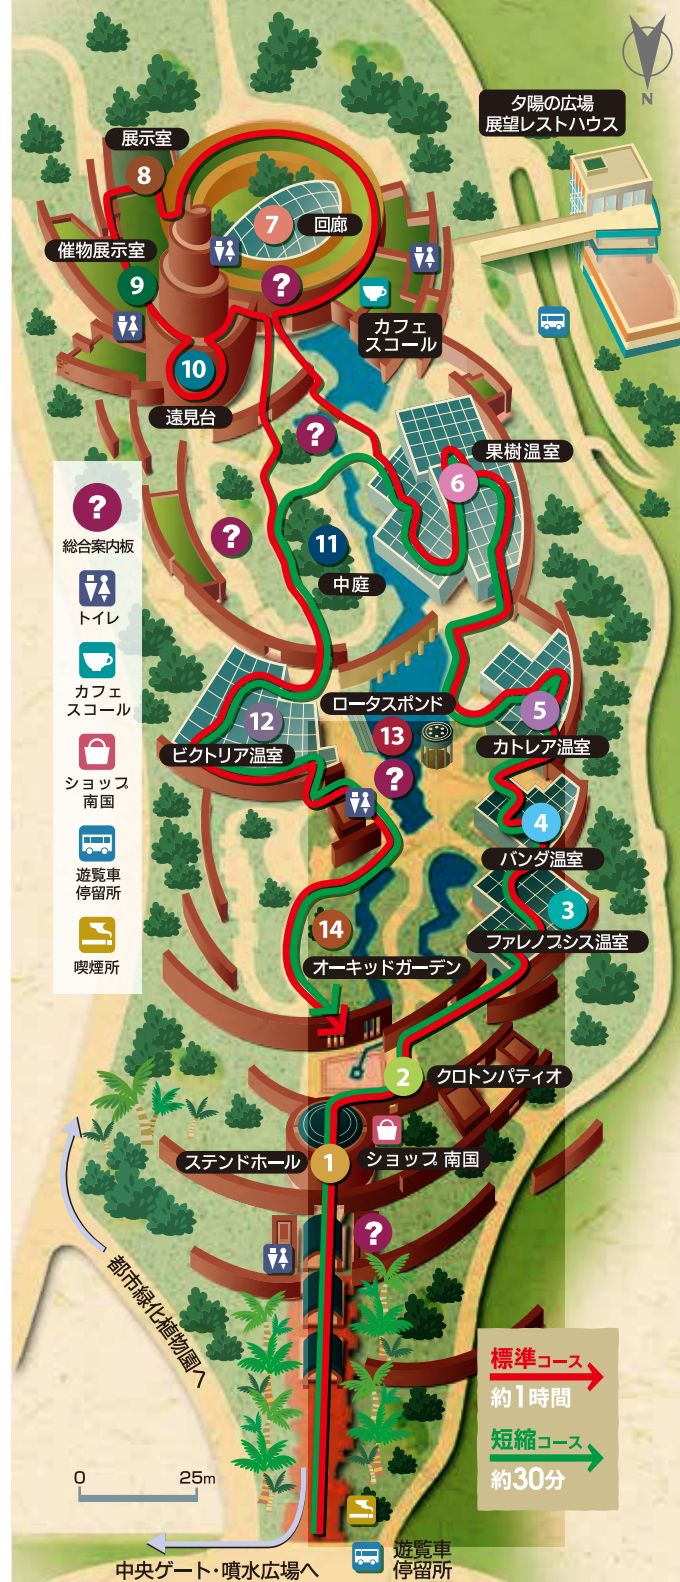 N
夕陽の広場
展望レストハウス
展示室
8
7
回廊
催物展示室
9
?
カフェ
スコール
10
遠見台
?
果樹温室
6
?
総合案内板
トイレ
カフェ
スコール
ショップ
南国
遊覧車
停留所
喫煙所
?
11
中庭
ロータスポンド
13
?
12
ビクトリア温室
5
カトレア温室
4
バンダ温室
3
ファレノプシス温室
14
オーキッドガーデン
2
クロトンパティオ
ステンドホール
1
ショップ 南国
?
都市緑化植物園へ
標準コース
約1時間
短縮コース
約30分
0 25m
中央ゲート・噴水広場へ
遊覧車
停留所